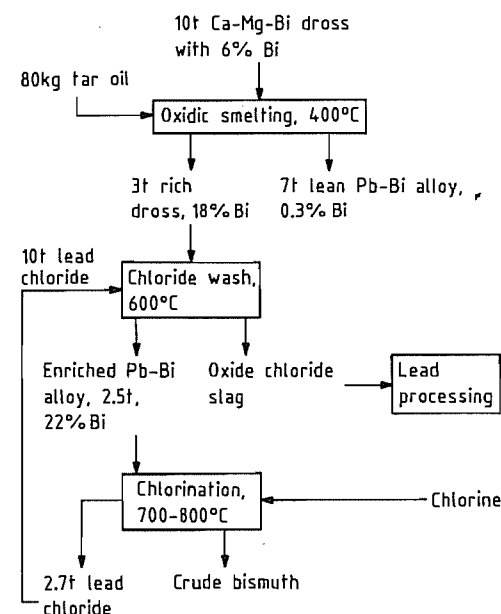 10t Ca-Mg-Bi dross
with 6% Bi
80kg tar oil
Oxidic smelting, 400°C
3t rich
dross, 18% Bi
7t lean Pb-Bi alloy,
0.3% Bi
10t lead
chloride
Chloride wash,
600°C
Enriched Pb-Bi
alloy, 2.5t,
22% Bi
Oxide chloride
slag
Lead
processing
Chlorination,
700-800°C
Chlorine
2.7t lead
chloride
Crude bismuth